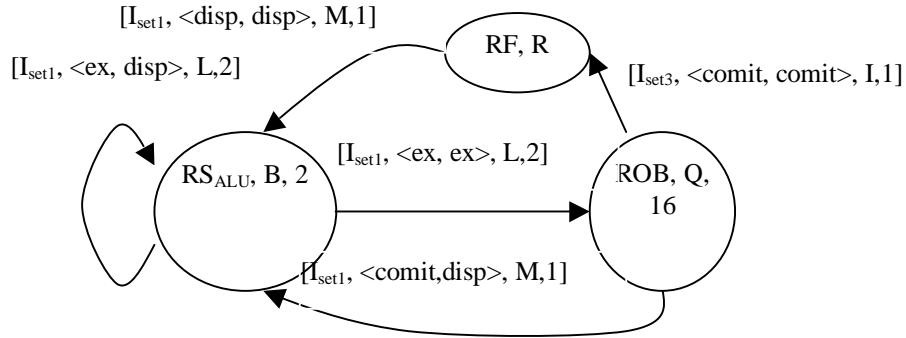 [Iset1, <disp, disp>, M,1]
[Iset1, <ex, disp>, L,2]
RF, R
[Iset3, <comit, comit>, I,1]
[Iset1, <ex, ex>, L,2]
RSALU, B, 2
ROB, Q,
16
[Iset1, <comit,disp>, M,1]